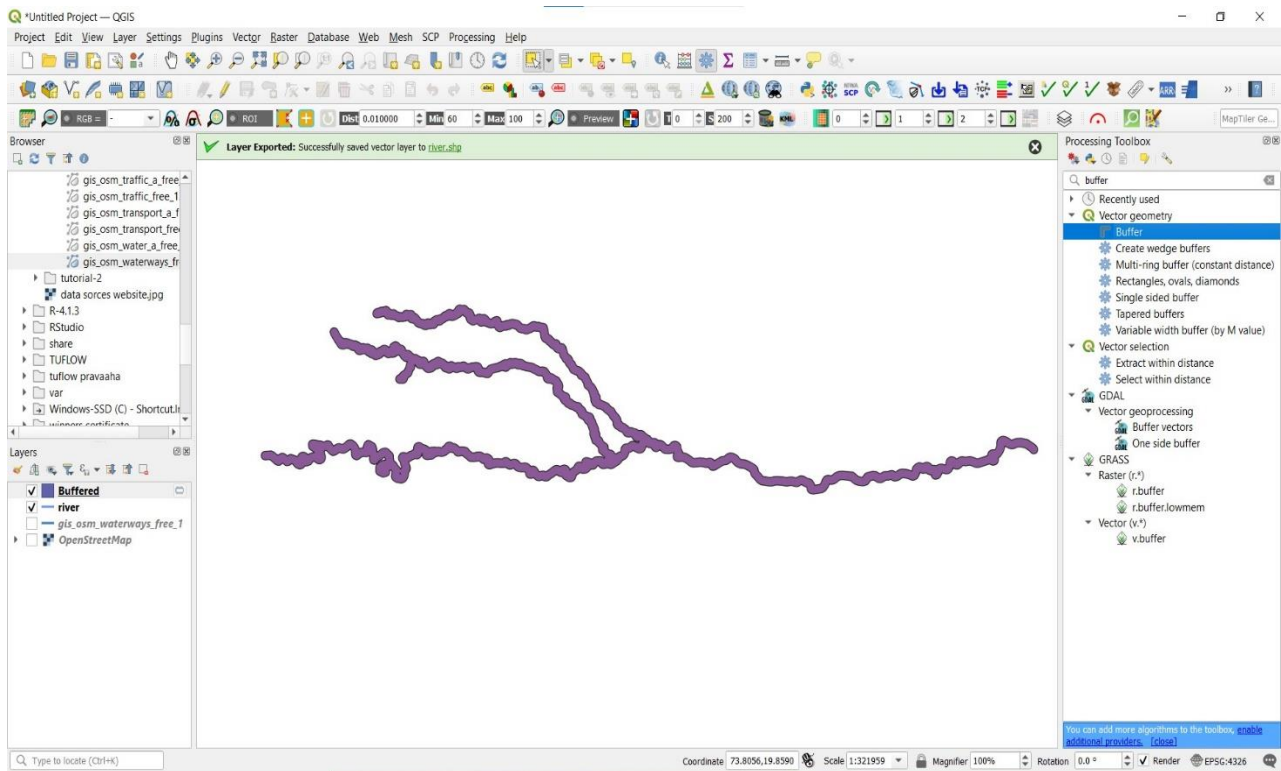 *Untitled Project — QGIS
Project Edit View Layer Settings Plugins Vector Raster Database Web Mesh SCP Processing Help
RGB = - ROI Dist 0.010000 Min 60 Max 100 Preview T 0 S 200 0 1 2 MapTiler Ge...
Browser
gis_osm_traffic_a_free
gis_osm_traffic_free_1
gis_osm_transport_a_f
gis_osm_transport_free
gis_osm_water_a_free_
gis_osm_waterways_fr
tutorial-2
data sorces website.jpg
R-4.1.3
RStudio
share
TUFLOW
tuflow pravaaha
var
Windows-SSD (C) - Shortcut.ln
winners certificate
Layers
Buffered
river
gis_osm_waterways_free_1
OpenStreetMap
Layer Exported: Successfully saved vector layer to river.shp
Processing Toolbox
buffer
Recently used
Vector geometry
Buffer
Create wedge buffers
Multi-ring buffer (constant distance)
Rectangles, ovals, diamonds
Single sided buffer
Tapered buffers
Variable width buffer (by M value)
Vector selection
Extract within distance
Select within distance
GDAL
Vector geoprocessing
Buffer vectors
One side buffer
GRASS
Raster (r.*)
r.buffer
r.buffer.lowmem
Vector (v.*)
v.buffer
You can add more algorithms to the toolbox, enable
additional providers. [close]
Type to locate (Ctrl+K) Coordinate 73.8056,19.8590 Scale 1:321959 Magnifier 100% Rotation 0.0 ° Render EPSG:4326